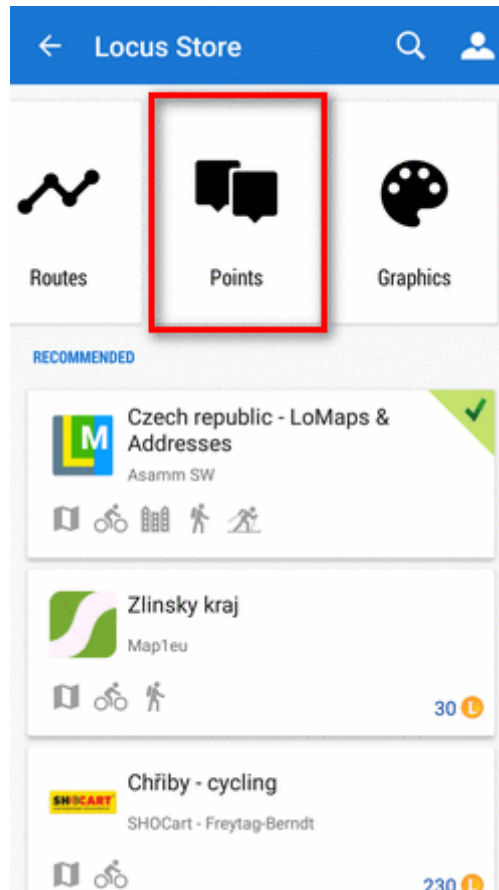 Locus Store
Routes
Points
Graphics
RECOMMENDED
Czech republic - LoMaps &
Addresses
Asamm SW
Zlinsky kraj
Map1eu
30 L
SHOCART
Chřiby - cycling
SHOCart - Freytag-Berndt
230 L